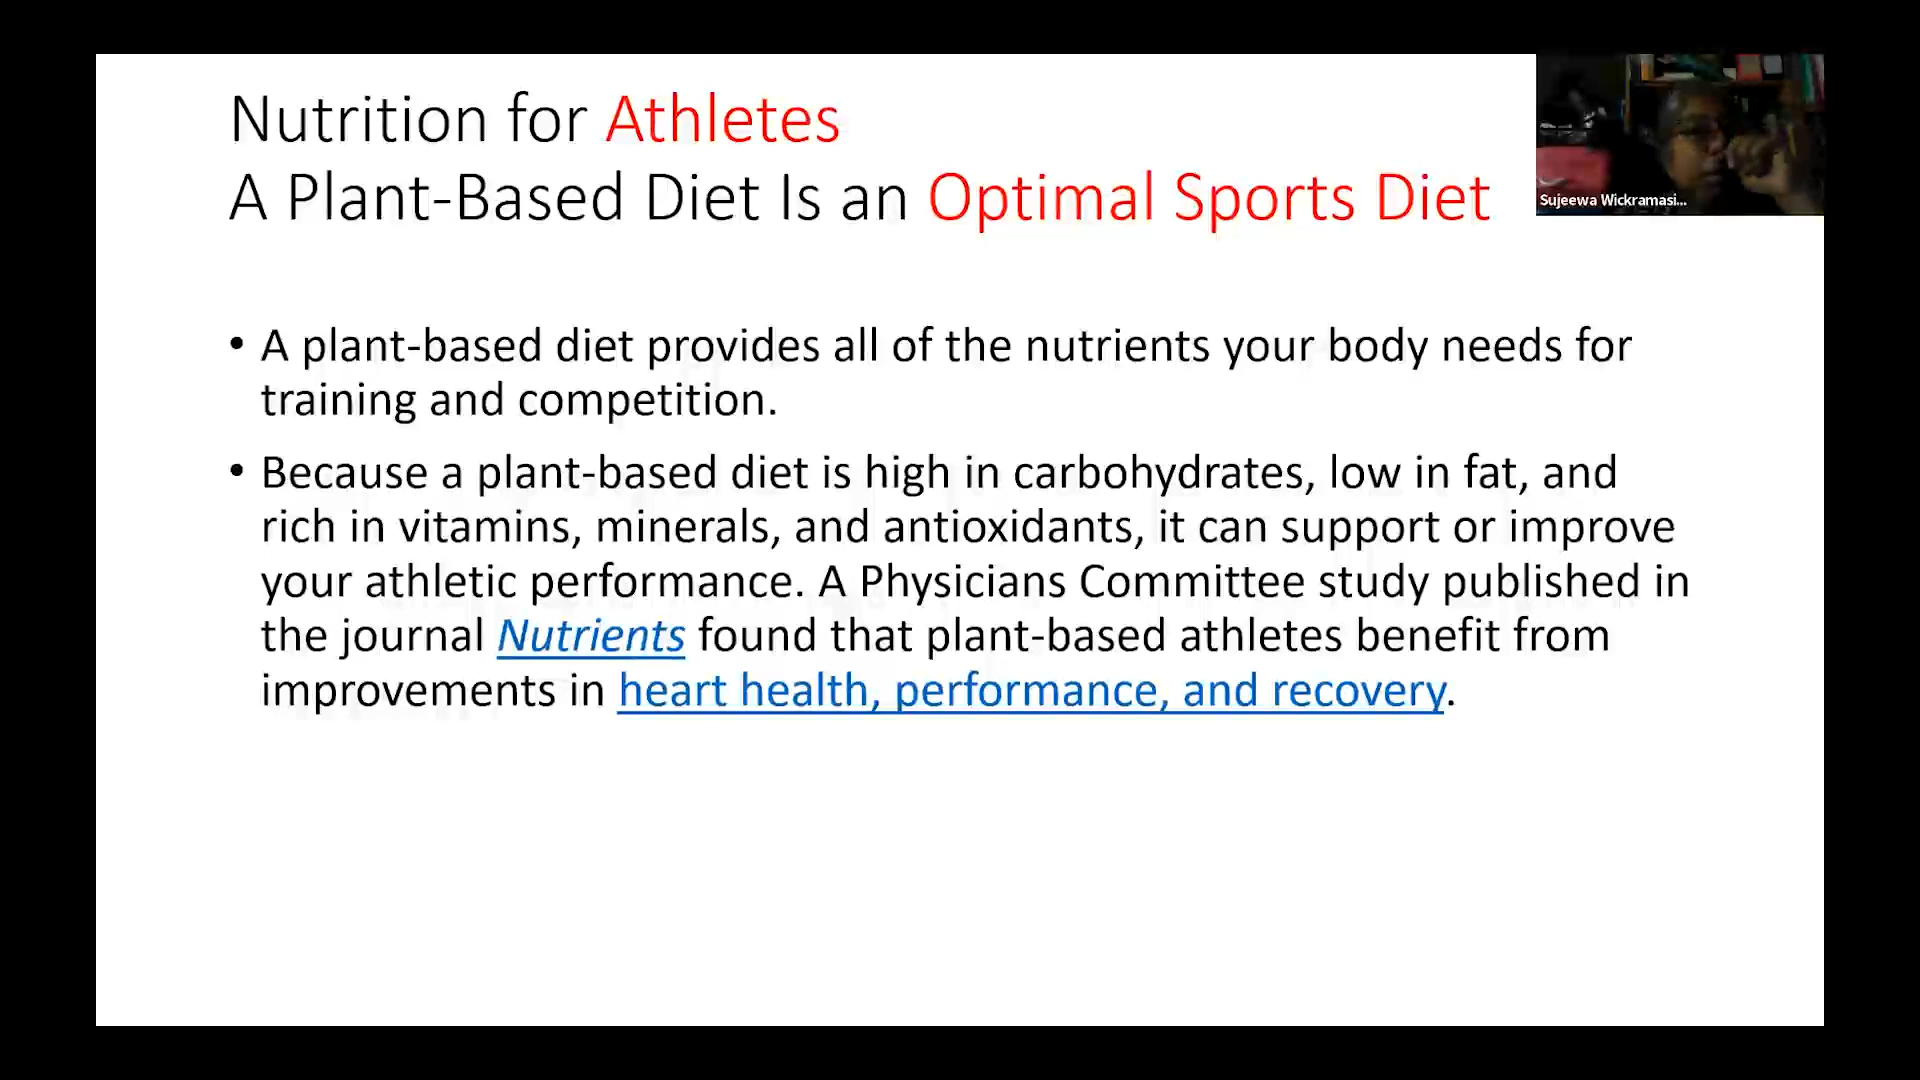 Nutrition for Athletes
A Plant-Based Diet Is an Optimal Sports Diet
Sujeewa Wickramasi...
• A plant-based diet provides all of the nutrients your body needs for
training and competition.
• Because a plant-based diet is high in carbohydrates, low in fat, and
rich in vitamins, minerals, and antioxidants, it can support or improve
your athletic performance. A Physicians Committee study published in
the journal Nutrients found that plant-based athletes benefit from
improvements in heart health, performance, and recovery.